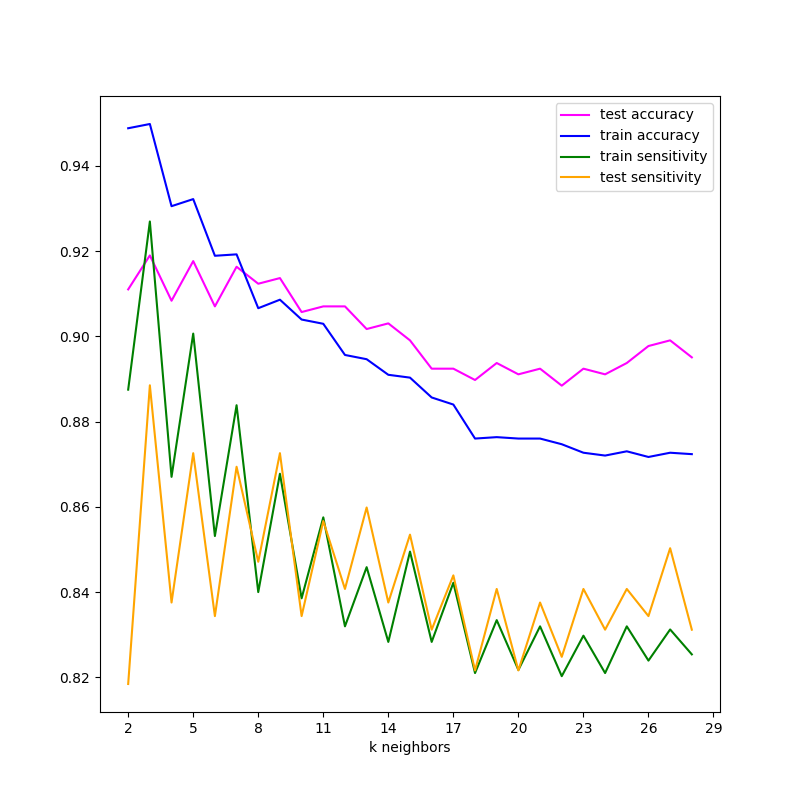 test accuracy
train accuracy
train sensitivity
test sensitivity
0.94
0.92
0.90
0.88
0.86
0.84
0.82
2 5 8 11 14 17 20 23 26 29
k neighbors